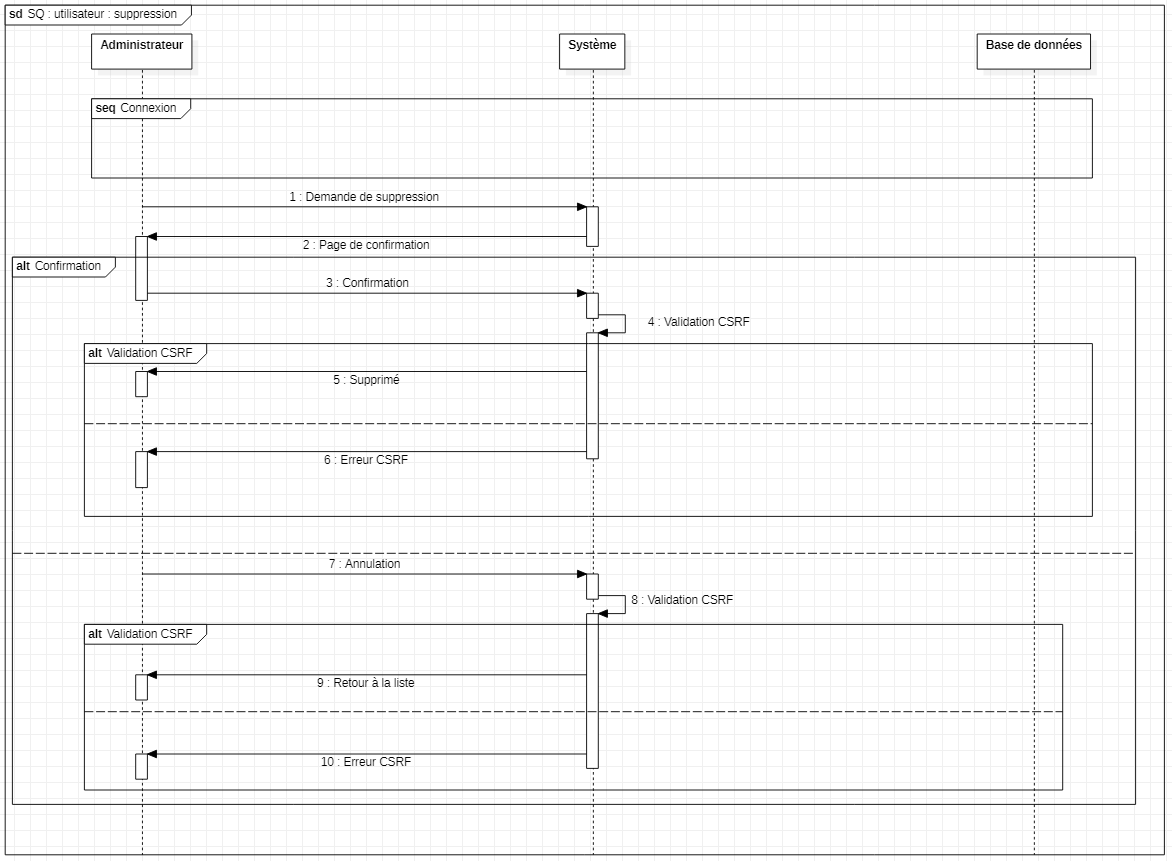 sd SQ : utilisateur : suppression
Administrateur
Système
Base de données
seq Connexion
1 : Demande de suppression
2 : Page de confirmation
alt Confirmation
3 : Confirmation
4 : Validation CSRF
alt Validation CSRF
5 : Supprimé
6 : Erreur CSRF
7 : Annulation
8 : Validation CSRF
alt Validation CSRF
9 : Retour à la liste
10 : Erreur CSRF